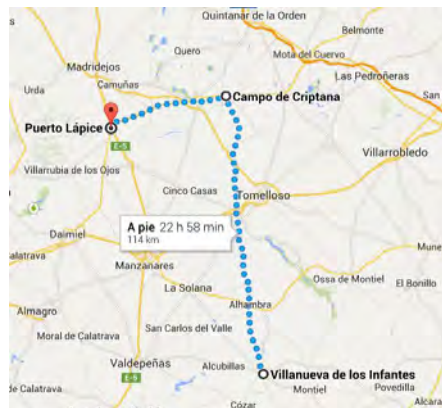 Quintanar de la Orden
Belmonte
Quero
Mota del Cuervo
Madridejos
Las Pedroñeras
Urda
Camuñas
Campo de Criptana
San
Puerto Lápice
E-5
Villarrobledo
Villarrubia de los Ojos
Cinco Casas
Tomelloso
A pie 22 h 58 min
114 km
Daimiel
Calatrava
Mune
Manzanares
Ossa de Montiel
El Bonillo
La Solana
Almagro
Alhambra
San Carlos del Valle
Moral de Calatrava
Valdepeñas
Alcubillas
Villanueva de los Infantes
E-5
de Calatrava
Montiel
Povedilla
Cózar
Alcara